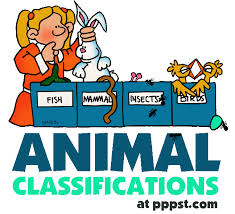 FISH MAMMAL INSECTS BIRDS
ANIMAL
CLASSIFICATIONS
at pppst.com